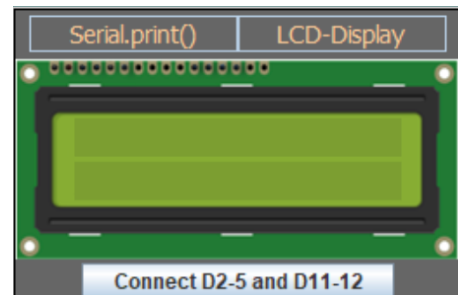 Serial.print() LCD-Display
Connect D2-5 and D11-12